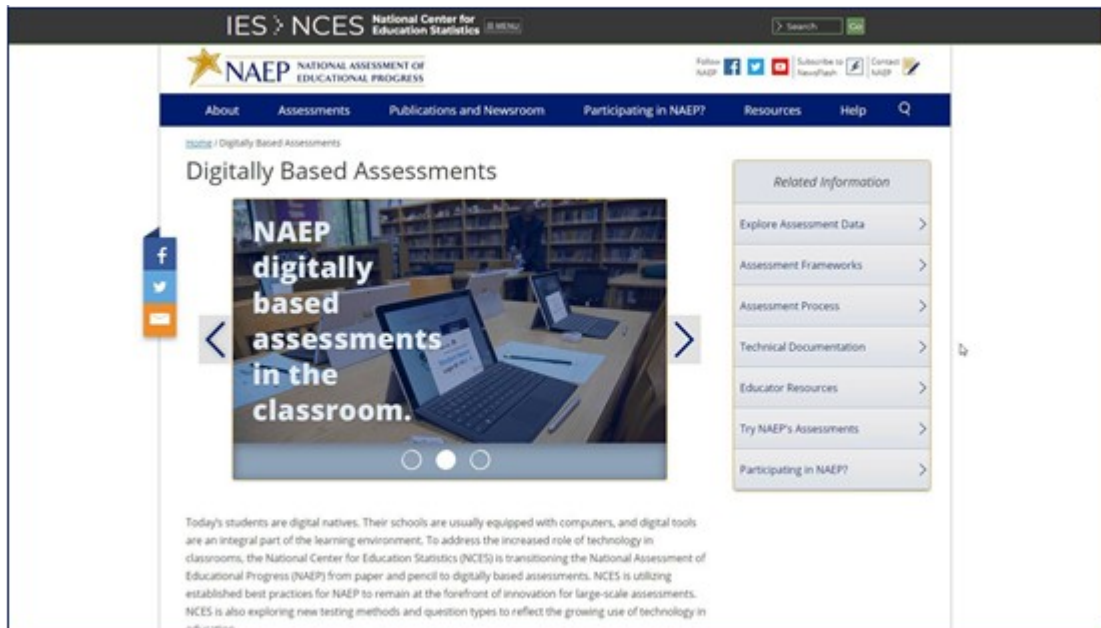 IES > NCES National Center for
Education Statistics MENU
Search Go
NAEP NATIONAL ASSESSMENT OF
EDUCATIONAL PROGRESS
Follow
NAEP
Subscribe to
NewsFlash
Contact
NAEP
About Assessments Publications and Newsroom Participating in NAEP? Resources Help
Home / Digitally Based Assessments
Digitally Based Assessments
NAEP
digitally
based
assessments
in the
classroom.
Related Information
Explore Assessment Data
Assessment Frameworks
Assessment Process
Technical Documentation
Educator Resources
Try NAEP's Assessments
Participating in NAEP?
Today's students are digital natives. Their schools are usually equipped with computers, and digital tools
are an integral part of the learning environment. To address the increased role of technology in
classrooms, the National Center for Education Statistics (NCES) is transitioning the National Assessment of
Educational Progress (NAEP) from paper and pencil to digitally based assessments. NCES is utilizing
established best practices for NAEP to remain at the forefront of innovation for large-scale assessments.
NCES is also exploring new testing methods and question types to reflect the growing use of technology in